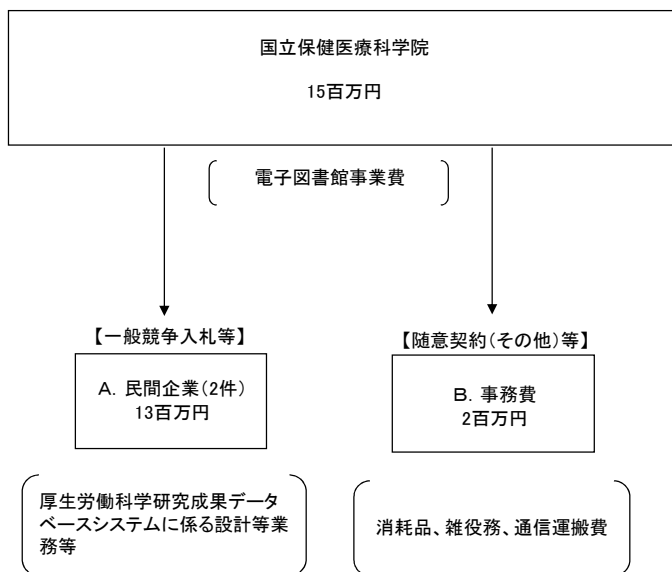 国立保健医療科学院
15百万円
電子図書館事業費
【一般競争入札等】
【随意契約(その他)等】
A. 民間企業(2件)
13百万円
B. 事務費
2百万円
厚生労働科学研究成果データ
ベースシステムに係る設計等業
務等
消耗品、雑役務、通信運搬費